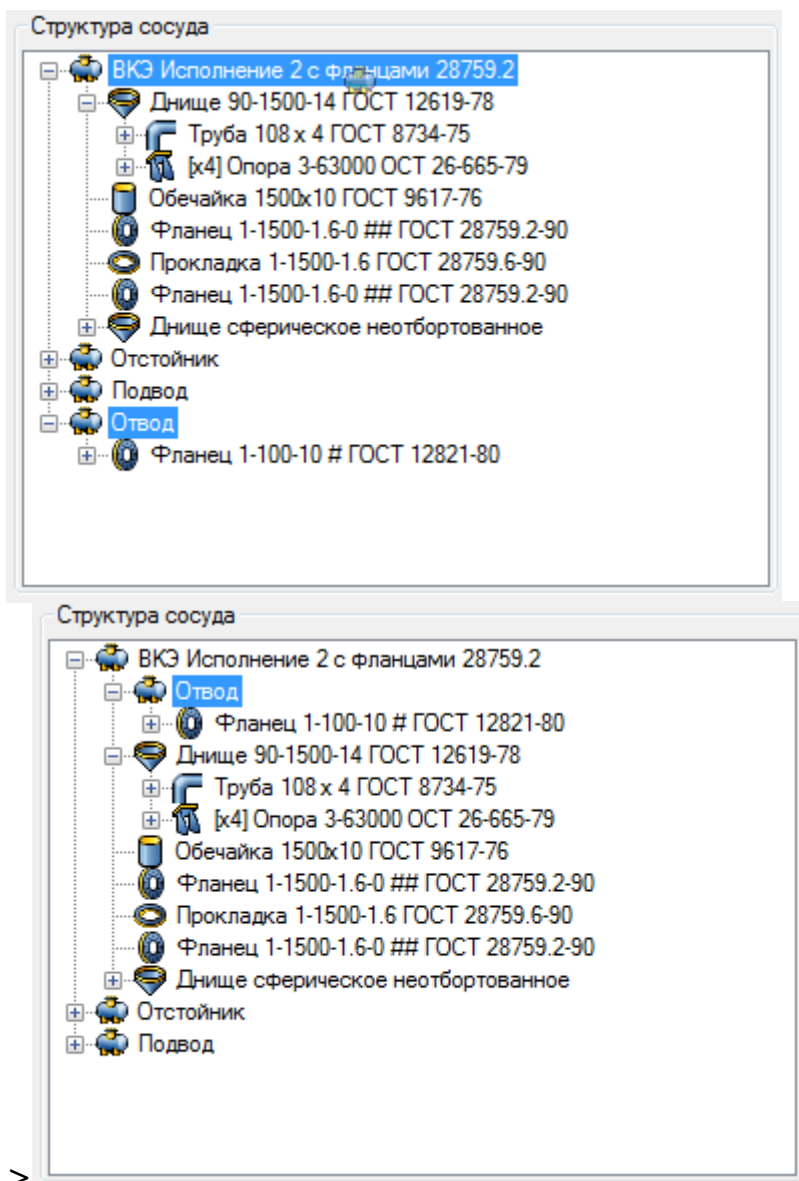 Структура сосуда
ВКЭ Исполнение 2 с фланцами 28759.2
Днище 90-1500-14 ГОСТ 12619-78
Труба 108 x 4 ГОСТ 8734-75
[x4] Опора 3-63000 ОСТ 26-665-79
Обечайка 1500x10 ГОСТ 9617-76
Фланец 1-1500-1.6-0 ## ГОСТ 28759.2-90
Прокладка 1-1500-1.6 ГОСТ 28759.6-90
Фланец 1-1500-1.6-0 ## ГОСТ 28759.2-90
Днище сферическое неотбортованное
Отстойник
Подвод
Отвод
Фланец 1-100-10 # ГОСТ 12821-80
Структура сосуда
ВКЭ Исполнение 2 с фланцами 28759.2
Отвод
Фланец 1-100-10 # ГОСТ 12821-80
Днище 90-1500-14 ГОСТ 12619-78
Труба 108 x 4 ГОСТ 8734-75
[x4] Опора 3-63000 ОСТ 26-665-79
Обечайка 1500x10 ГОСТ 9617-76
Фланец 1-1500-1.6-0 ## ГОСТ 28759.2-90
Прокладка 1-1500-1.6 ГОСТ 28759.6-90
Фланец 1-1500-1.6-0 ## ГОСТ 28759.2-90
Днище сферическое неотбортованное
Отстойник
Подвод
>